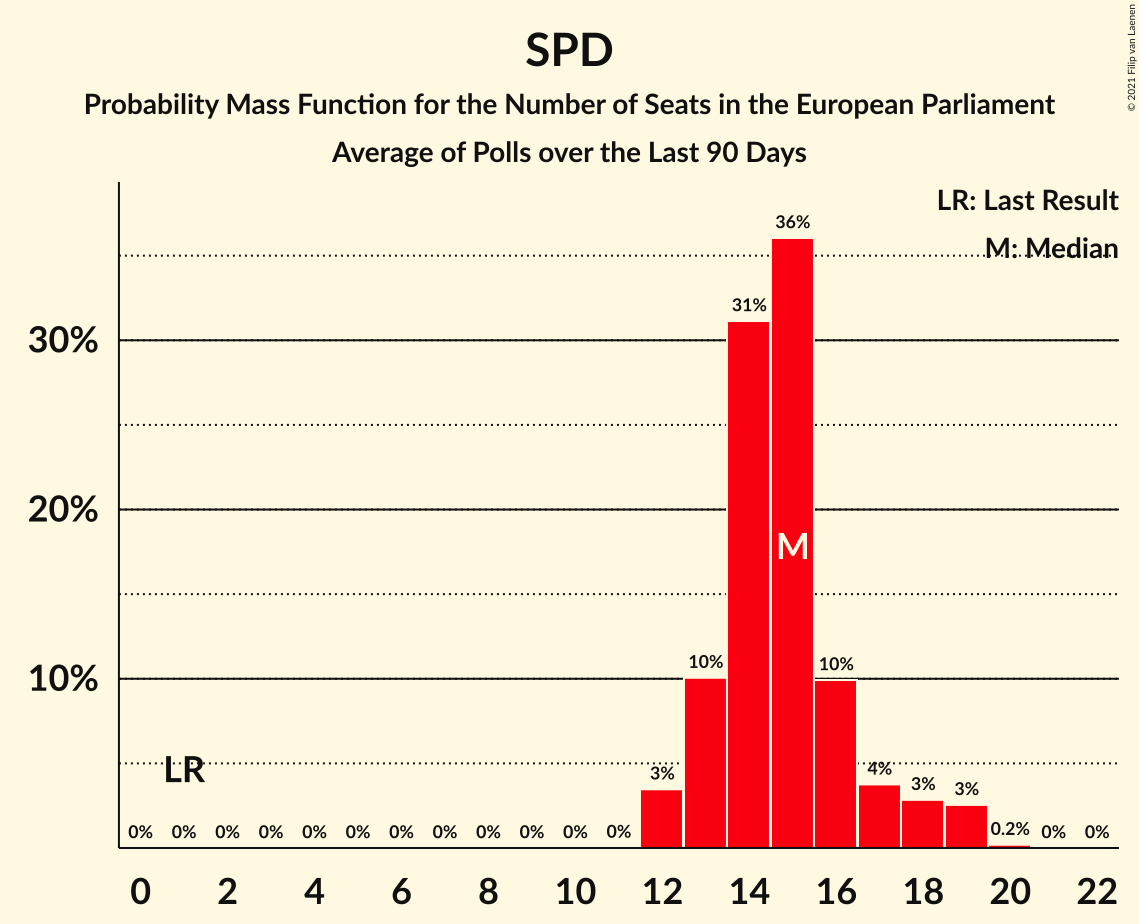 SPD
Probability Mass Function for the Number of Seats in the European Parliament
Average of Polls over the Last 90 Days
© 2021 Filip van Laenen
LR: Last Result
M: Median
36%
31%
30%
20%
M
10%
10%
10%
LR
4%
3%
3%
3%
0% 0% 0% 0% 0% 0% 0% 0% 0% 0% 0% 0% 0.2% 0% 0%
0 2 4 6 8 10 12 14 16 18 20 22